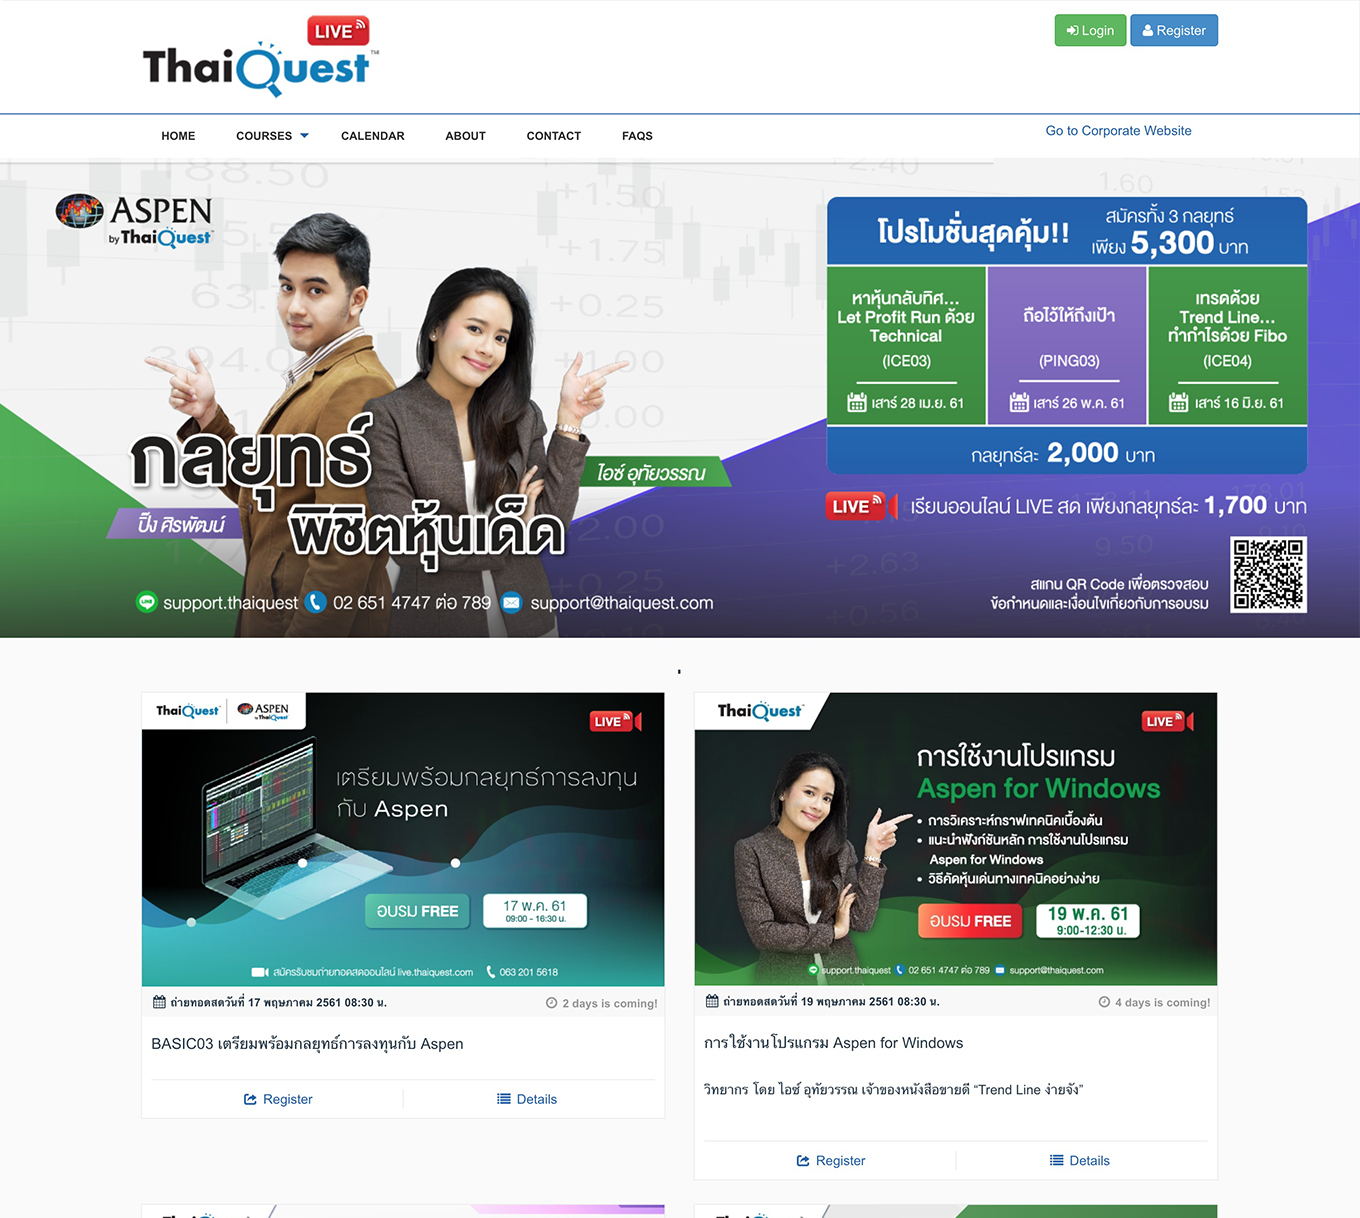 LIVE
ThaiQuest™
Login
Register
HOME
COURSES
CALENDAR
ABOUT
CONTACT
FAQS
Go to Corporate Website
ASPEN
by ThaiQuest
กลยุทธ์
พิชิตหุ้นเด็ด
ปิ๊ง ศิรพัฒน์
ไอซ์ อุทัยวรรณ
support.thaiquest
02 651 4747 ต่อ 789
support@thaiquest.com
โปรโมชั่นสุดคุ้ม!!
สมัครทั้ง 3 กลยุทธ์
เพียง 5,300 บาท
หาหุ้นกลับทิศ...
Let Profit Run ด้วย
Technical
(ICE03)
เสาร์ 28 เม.ย. 61
ถือไว้ให้ถึงเป้า
(PING03)
เสาร์ 26 พ.ค. 61
เทรดด้วย
Trend Line...
ทำกำไรด้วย Fibo
(ICE04)
เสาร์ 16 มิ.ย. 61
กลยุทธ์ละ 2,000 บาท
LIVE เรียนออนไลน์ LIVE สด เพียงกลยุทธ์ละ 1,700 บาท
สแกน QR Code เพื่อตรวจสอบ
ข้อกำหนดและเงื่อนไขเกี่ยวกับการอบรม
ThaiQuest
ASPEN
by ThaiQuest
LIVE
เตรียมพร้อมกลยุทธ์การลงทุน
กับ Aspen
อบรม FREE
17 พ.ค. 61
09:00 - 16:30 น.
สมัครรับชมถ่ายทอดสดออนไลน์ live.thaiquest.com
063 201 5618
ถ่ายทอดสดวันที่ 17 พฤษภาคม 2561 08:30 น.
2 days is coming!
BASIC03 เตรียมพร้อมกลยุทธ์การลงทุนกับ Aspen
Register
Details
ThaiQuest
LIVE
การใช้งานโปรแกรม
Aspen for Windows
• การวิเคราะห์กราฟเทคนิคเบื้องต้น
• แนะนำฟังก์ชันหลัก การใช้งานโปรแกรม
Aspen for Windows
• วิธีคัดหุ้นเด่นทางเทคนิคอย่างง่าย
อบรม FREE
19 พ.ค. 61
9:00-12:30 น.
support.thaiquest
02 651 4747 ต่อ 789
support@thaiquest.com
ถ่ายทอดสดวันที่ 19 พฤษภาคม 2561 08:30 น.
4 days is coming!
การใช้งานโปรแกรม Aspen for Windows
วิทยากร โดย ไอซ์ อุทัยวรรณ เจ้าของหนังสือขายดี “Trend Line ง่ายจัง”
Register
Details